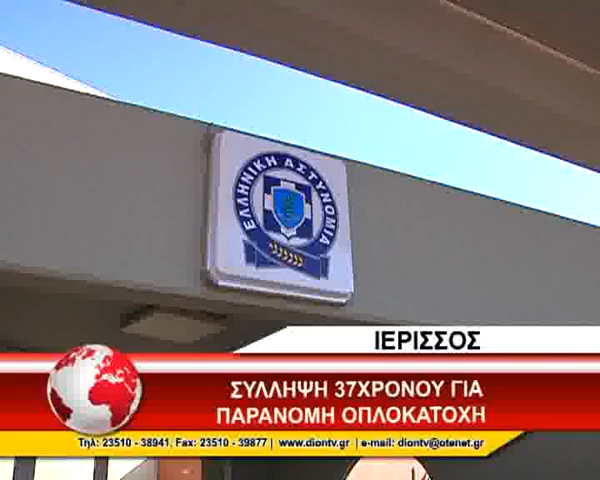 ΕΛΛΗΝΙΚΗ ΑΣΤΥΝΟΜΙΑ
ΙΕΡΙΣΣΟΣ
ΣΥΛΛΗΨΗ 37ΧΡΟΝΟΥ ΓΙΑ
ΠΑΡΑΝΟΜΗ ΟΠΛΟΚΑΤΟΧΗ
Τηλ: 23510 - 38941, Fax: 23510 - 39877 | www.diontv.gr | e-mail: diontv@otenet.gr